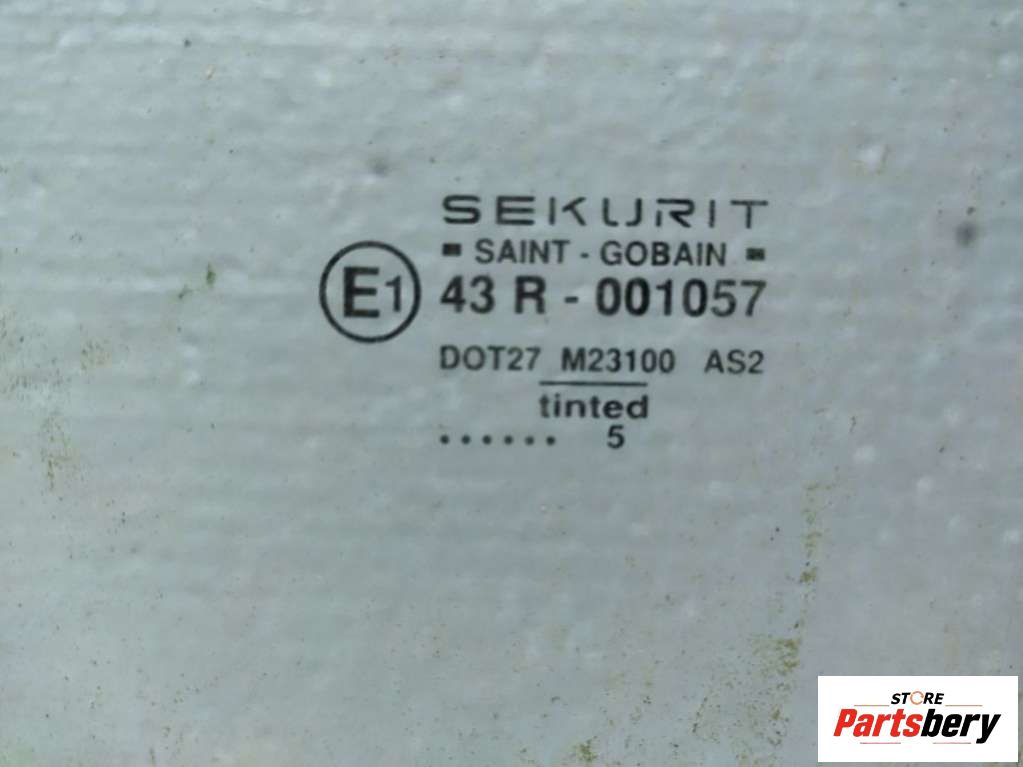 SEKURIT
SAINT - GOBAIN
E1 43 R - 001057
DOT27 M23100 AS2
tinted
...... 5
STORE
Partsbery